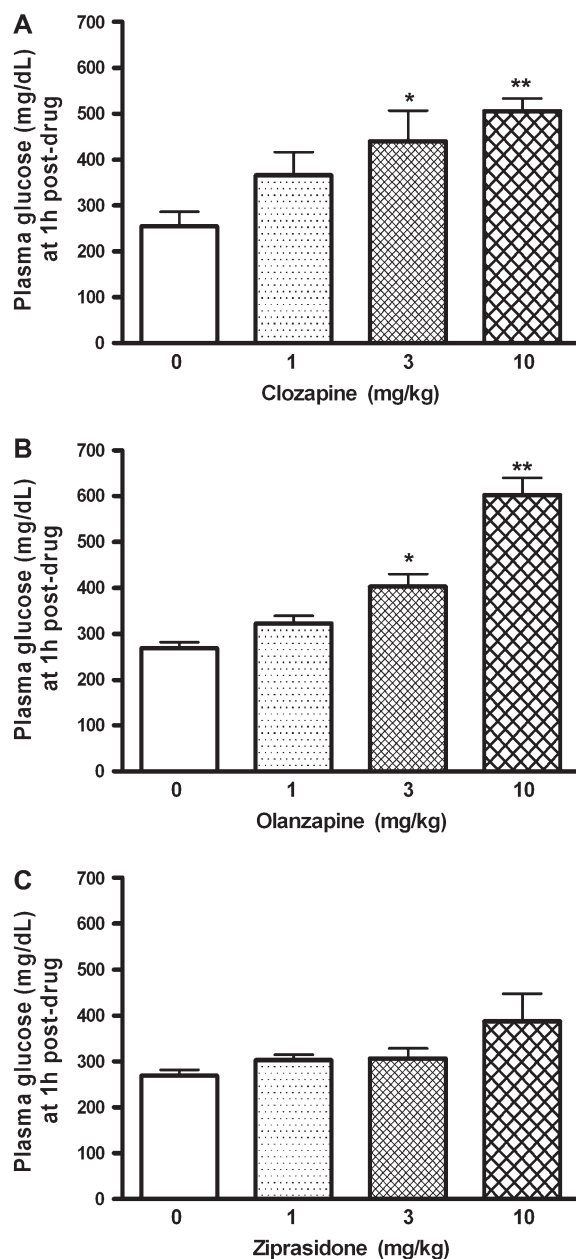 A
Plasma glucose (mg/dL)
at 1h post-drug
700
600
500
400
300
200
100
0
*
**
0 1 3 10
Clozapine (mg/kg)
B
Plasma glucose (mg/dL)
at 1h post-drug
700
600
500
400
300
200
100
0
*
**
0 1 3 10
Olanzapine (mg/kg)
C
Plasma glucose (mg/dL)
at 1h post-drug
700
600
500
400
300
200
100
0
0 1 3 10
Ziprasidone (mg/kg)